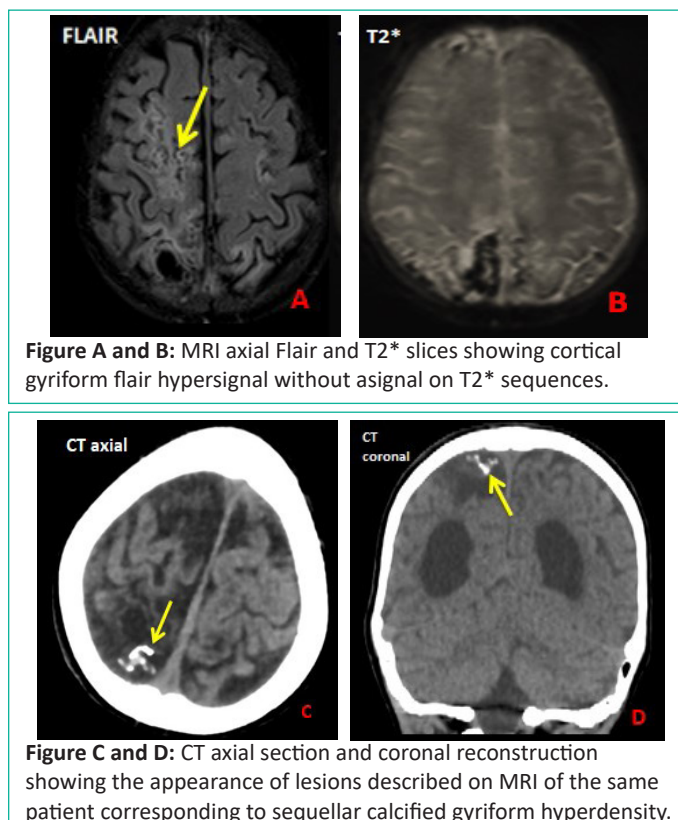 FLAIR
T2*
A
B
Figure A and B: MRI axial Flair and T2* slices showing cortical
gyriform flair hypersignal without asignal on T2* sequences.
CT axial
CT
coronal
C
D
Figure C and D: CT axial section and coronal reconstruction
showing the appearance of lesions described on MRI of the same
patient corresponding to sequellar calcified gyriform hyperdensity.